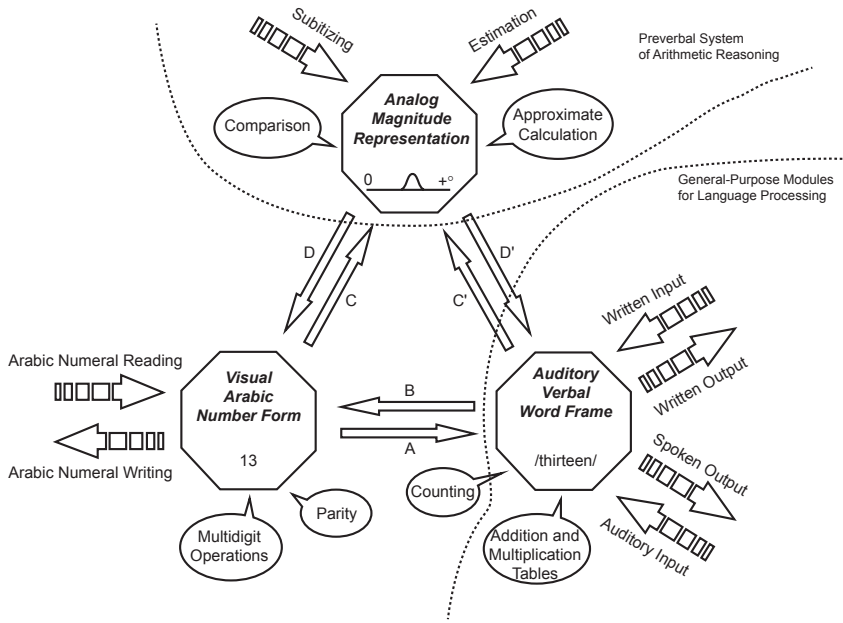 Subitizing
Estimation
Preverbal System
of Arithmetic Reasoning
Analog
Magnitude
Representation
Comparison
Approximate
Calculation
0
+°
General-Purpose Modules
for Language Processing
D
C
D'
C'
Written Input
Written Output
Arabic Numeral Reading
Arabic Numeral Writing
Visual
Arabic
Number Form
13
B
A
Auditory
Verbal
Word Frame
/thirteen/
Spoken Output
Auditory Input
Counting
Parity
Multidigit
Operations
Addition and
Multiplication
Tables